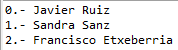 0.- Javier Ruiz
1.- Sandra Sanz
2.- Francisco Etxeberria